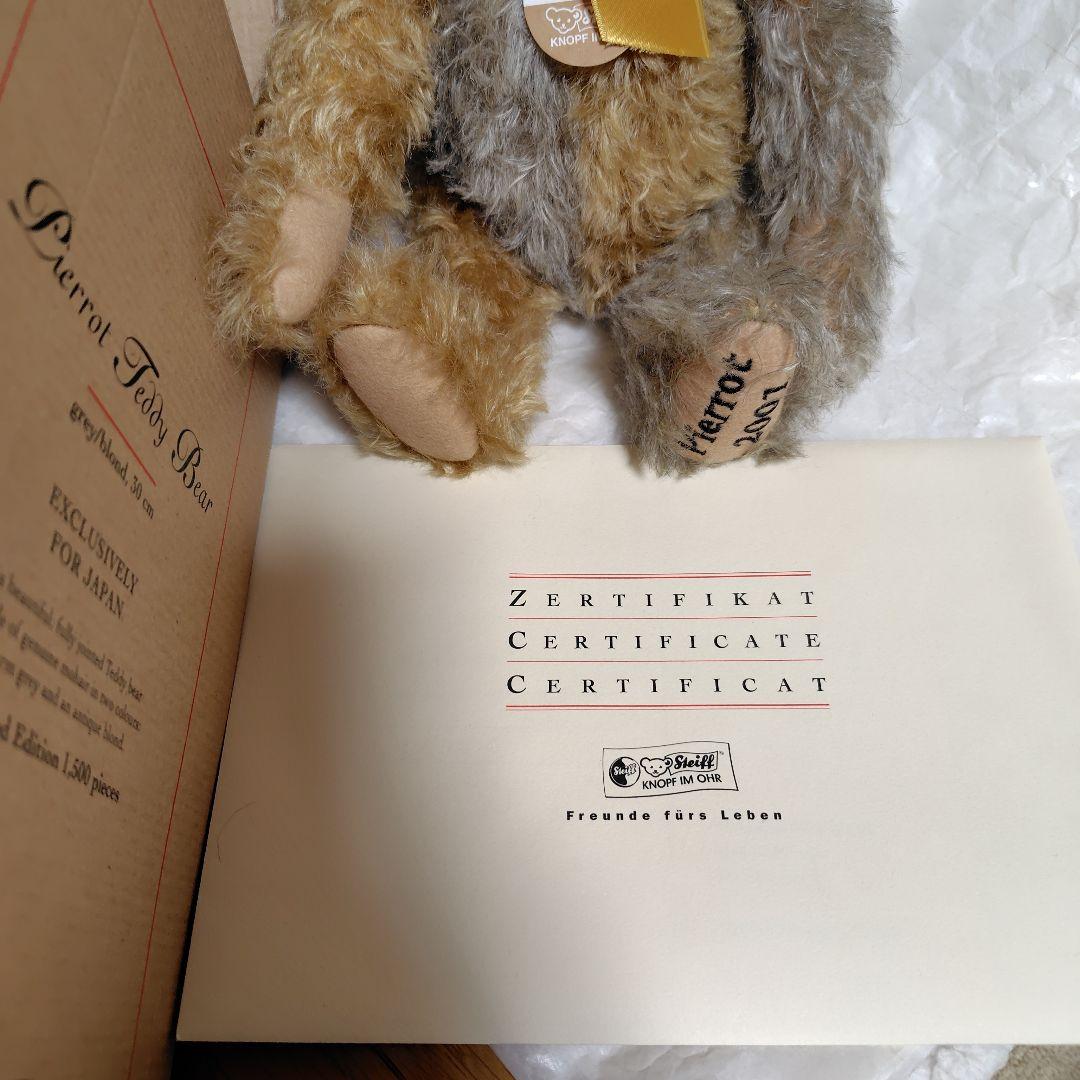 KNOPF IM
Pierrot Teddy Bear
grey/blond, 30 cm
EXCLUSIVELY
FOR JAPAN
a beautiful, fully jointed Teddy bear
of genuine mohair in two colours:
grey and an antique blond.
Edition 1,500 pieces
Pierrot
2001
ZERTIFIKAT
CERTIFICATE
CERTIFICAT
Steiff
Steiff
KNOPF IM OHR
Freunde fürs Leben